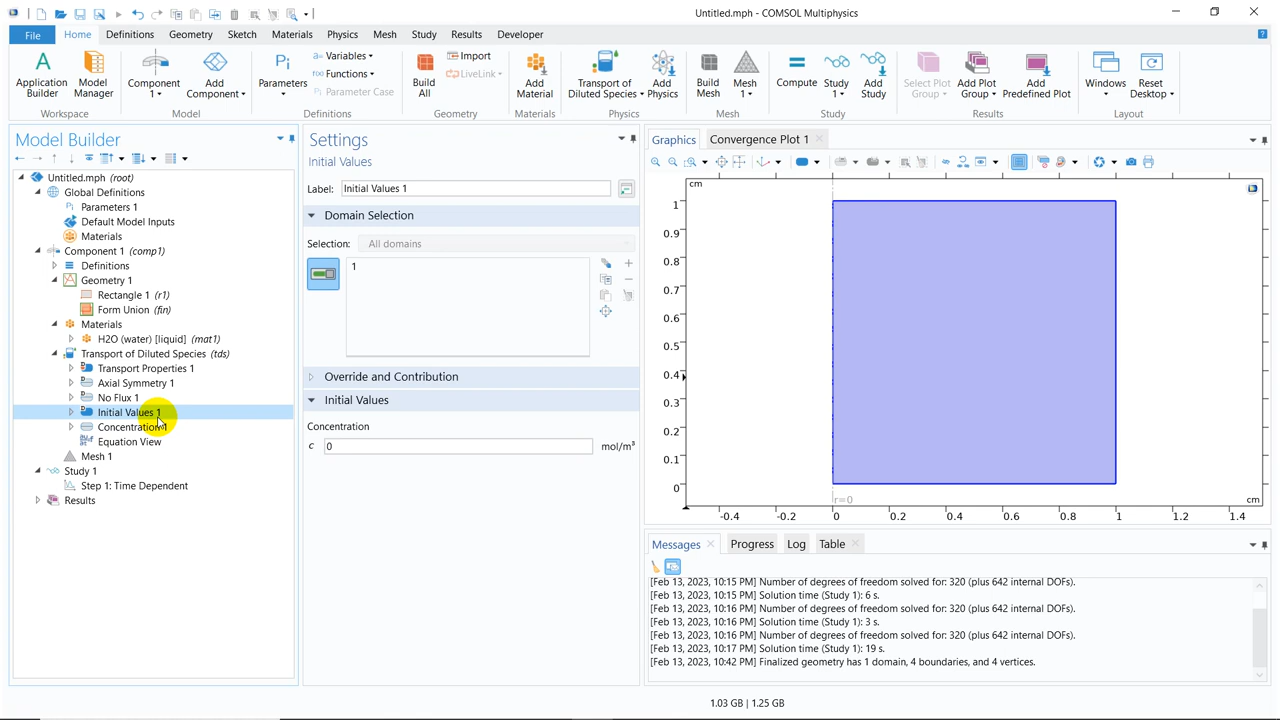 Untitled.mph - COMSOL Multiphysics
File Home Definitions Geometry Sketch Materials Physics Mesh Study Results Developer
Application Builder
Model Manager
Workspace
Component 1
Add Component
Model
Pi Parameters
a= Variables
f(x) Functions
Pi Parameter Case
Definitions
Build All
Import
LiveLink
Geometry
Add Material
Materials
Transport of Diluted Species
Add Physics
Physics
Build Mesh
Mesh 1
Mesh
Compute
Study 1
Add Study
Study
Select Plot Group
Add Plot Group
Add Predefined Plot
Results
Windows
Reset Desktop
Layout
Model Builder
Untitled.mph (root)
Global Definitions
Pi Parameters 1
Default Model Inputs
Materials
Component 1 (comp1)
Definitions
Geometry 1
Rectangle 1 (r1)
Form Union (fin)
Materials
H2O (water) [liquid] (mat1)
Transport of Diluted Species (tds)
Transport Properties 1
Axial Symmetry 1
No Flux 1
Initial Values 1
Concentration 1
Equation View
Mesh 1
Study 1
Step 1: Time Dependent
Results
Settings
Initial Values
Label: Initial Values 1
Domain Selection
Selection: All domains
1
Override and Contribution
Initial Values
Concentration
c 0 mol/m³
Graphics Convergence Plot 1
cm
1
0.9
0.8
0.7
0.6
0.5
0.4
0.3
0.2
0.1
0
r=0
cm
-0.4 -0.2 0 0.2 0.4 0.6 0.8 1 1.2 1.4
Messages Progress Log Table
[Feb 13, 2023, 10:15 PM] Number of degrees of freedom solved for: 320 (plus 642 internal DOFs).
[Feb 13, 2023, 10:15 PM] Solution time (Study 1): 6 s.
[Feb 13, 2023, 10:16 PM] Number of degrees of freedom solved for: 320 (plus 642 internal DOFs).
[Feb 13, 2023, 10:16 PM] Solution time (Study 1): 3 s.
[Feb 13, 2023, 10:16 PM] Number of degrees of freedom solved for: 320 (plus 642 internal DOFs).
[Feb 13, 2023, 10:17 PM] Solution time (Study 1): 19 s.
[Feb 13, 2023, 10:42 PM] Finalized geometry has 1 domain, 4 boundaries, and 4 vertices.
1.03 GB | 1.25 GB